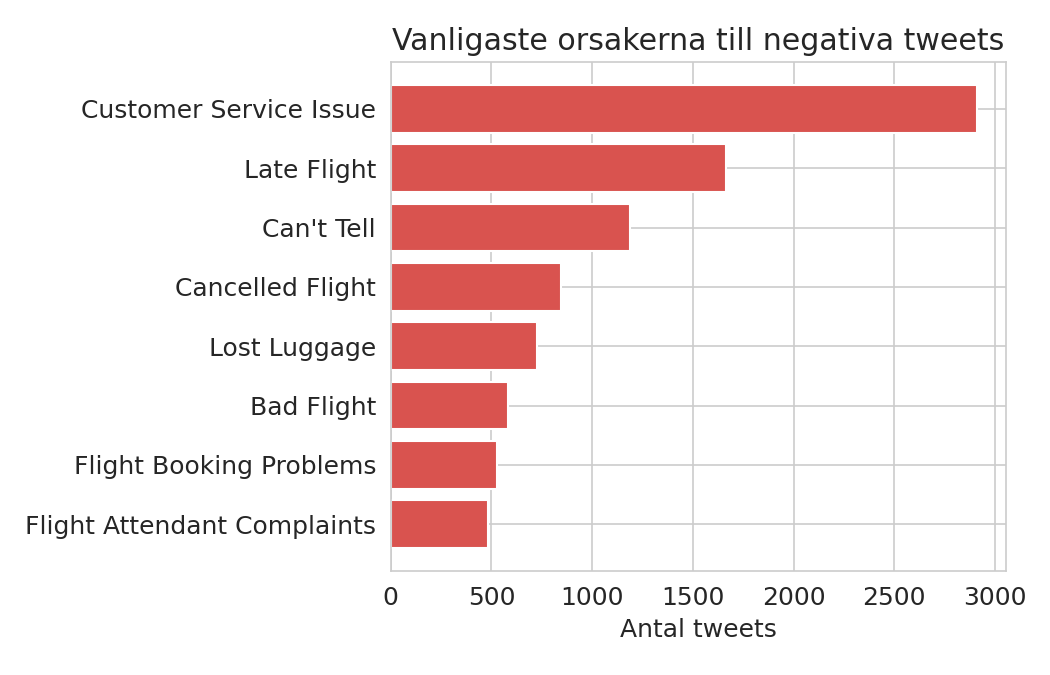 Vanligaste orsakerna till negativa tweets
Customer Service Issue
Late Flight
Can't Tell
Cancelled Flight
Lost Luggage
Bad Flight
Flight Booking Problems
Flight Attendant Complaints
0 500 1000 1500 2000 2500 3000
Antal tweets